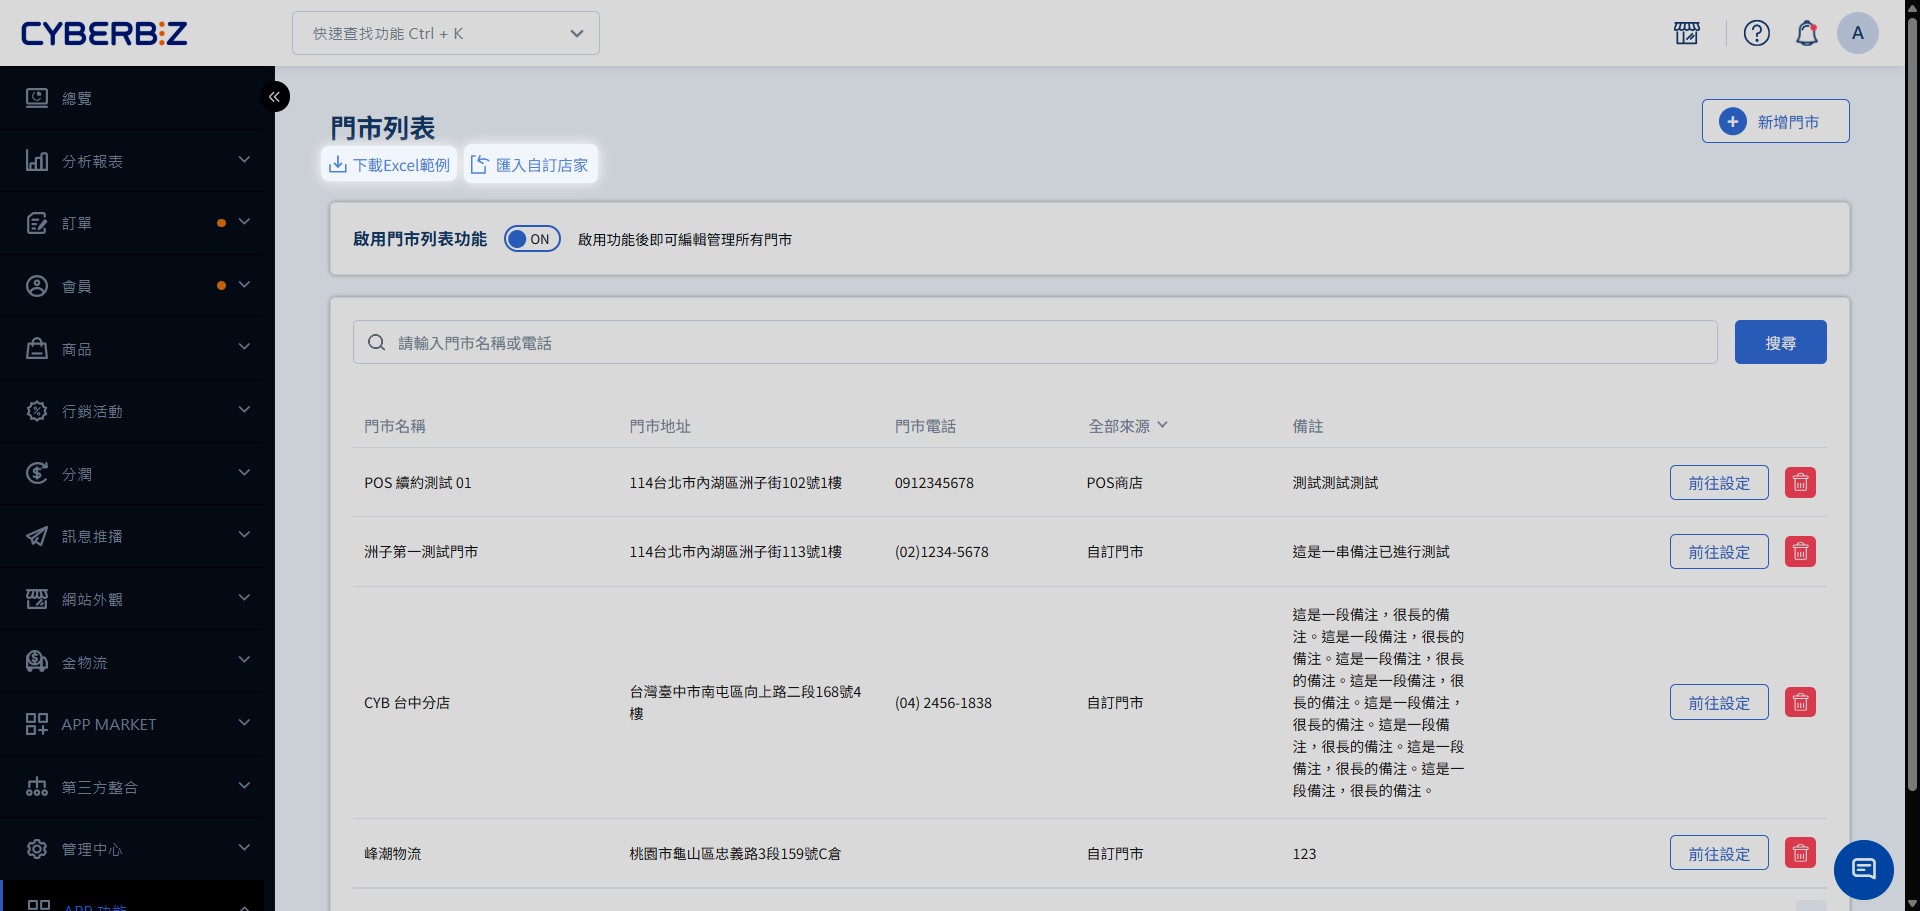 CYBERBIZ
快速查找功能 Ctrl + K
A
總覽
分析報表
訂單
會員
商品
行銷活動
分潤
訊息推播
網站外觀
金物流
APP MARKET
第三方整合
管理中心
APP 功能
門市列表
新增門市
下載Excel範例
匯入自訂店家
啟用門市列表功能
ON
啟用功能後即可編輯管理所有門市
請輸入門市名稱或電話
搜尋
門市名稱 門市地址 門市電話 全部來源 備註
POS 續約測試 01 114台北市內湖區洲子街102號1樓 0912345678 POS商店 測試測試測試 前往設定
洲子第一測試門市 114台北市內湖區洲子街113號1樓 (02)1234-5678 自訂門市 這是一串備注已進行測試 前往設定
CYB 台中分店
台灣臺中市南屯區向上路二段168號4
樓
(04) 2456-1838
自訂門市
這是一段備注，很長的備
注。這是一段備注，很長的
備注。這是一段備注，很長
的備注。這是一段備注，很
長的備注。這是一段備注，
很長的備注。這是一段備
注，很長的備注。這是一段
備注，很長的備注。這是一
段備注，很長的備注。
前往設定
峰潮物流 桃園市龜山區忠義路3段159號C倉 自訂門市 123 前往設定